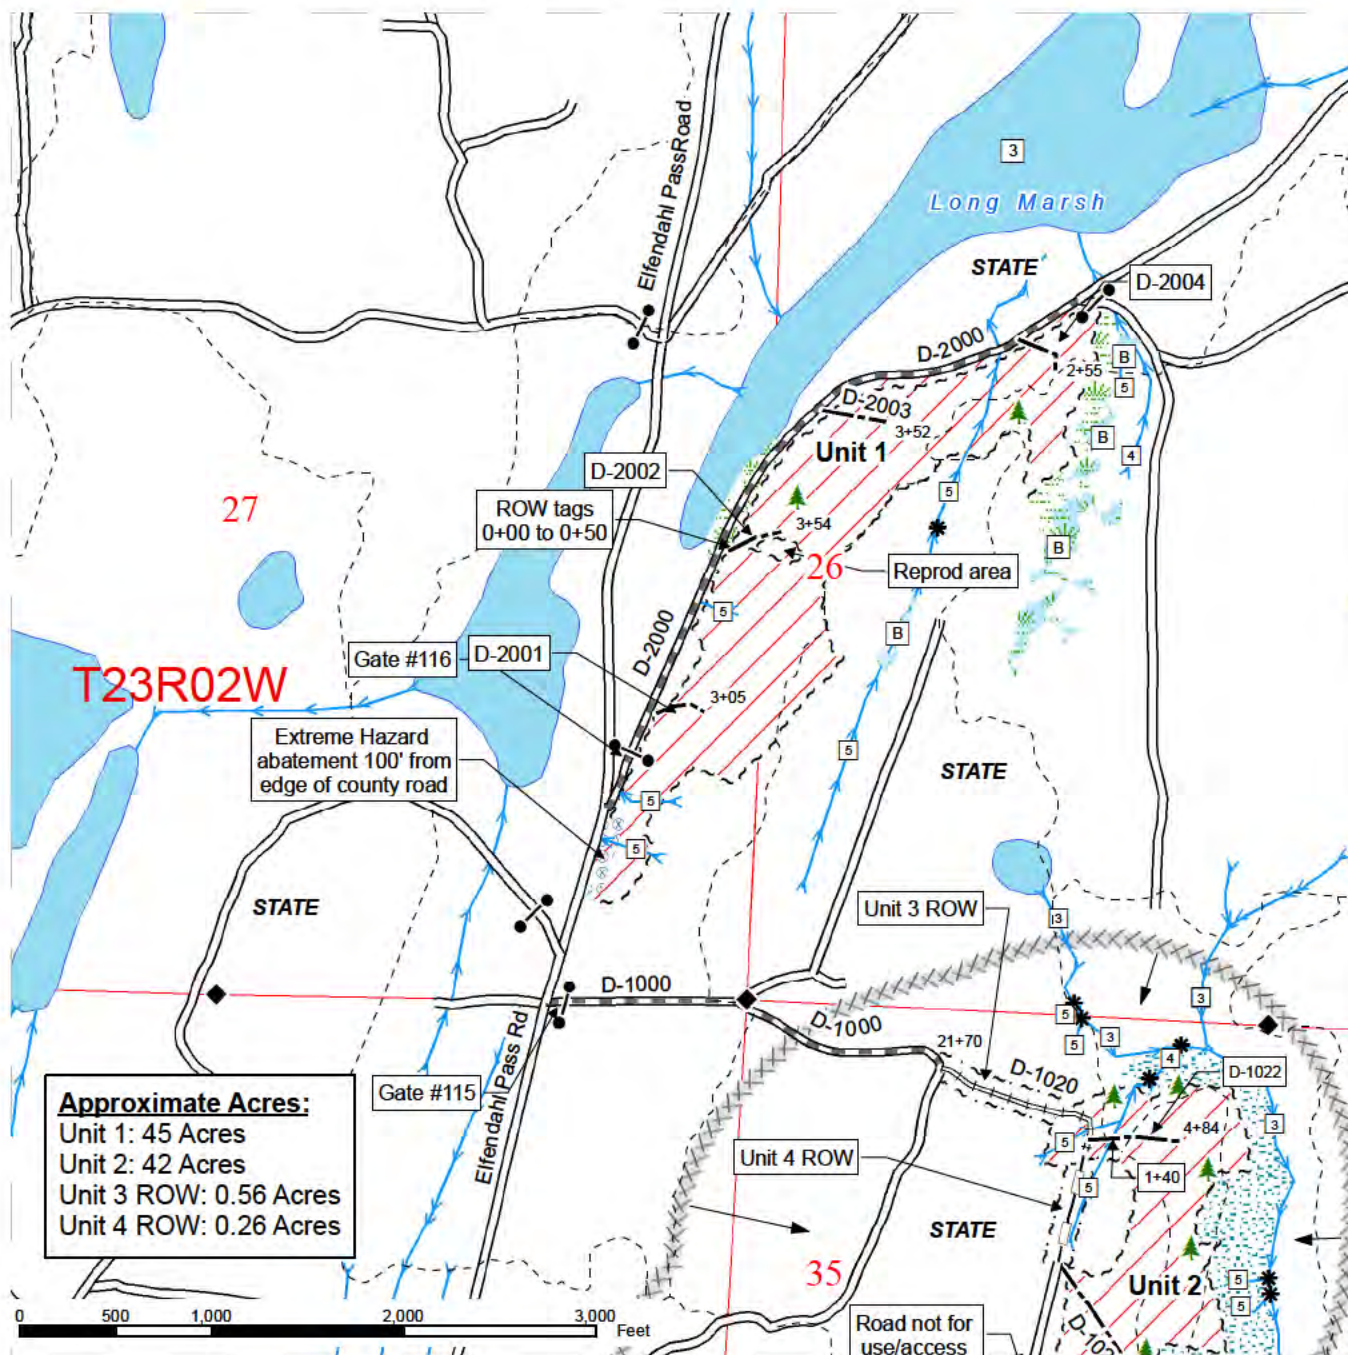 Elfendahl PassRoad
3
Long Marsh
STATE
D-2004
D-2000
B
5
2+55
D-2003
3+52
Unit 1
B
4
D-2002
27
ROW tags
0+00 to 0+50
5
3+54
26
Reprod area
B
5
B
D-2000
Gate #116
D-2001
T23R02W
3+05
Extreme Hazard
abatement 100' from
edge of county road
5
STATE
5
5
STATE
Unit 3 ROW
3
D-1000
3
D-1000
5
21+70
3
5
4
D-1022
D-1020
Gate #115
Elfendahl Pass Rd
Approximate Acres:
Unit 1: 45 Acres
Unit 2: 42 Acres
Unit 3 ROW: 0.56 Acres
Unit 4 ROW: 0.26 Acres
3
4+84
5
Unit 4 ROW
1+40
5
STATE
35
5
Unit 2
5
0 500 1,000 2,000 3,000
Feet
Road not for
use/access